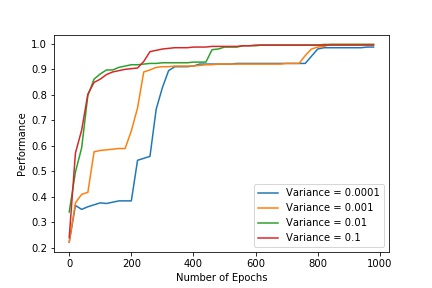 1.0
0.9
0.8
0.7
0.6
0.5
0.4
0.3
0.2
Performance
Variance = 0.0001
Variance = 0.001
Variance = 0.01
Variance = 0.1
0 200 400 600 800 1000
Number of Epochs